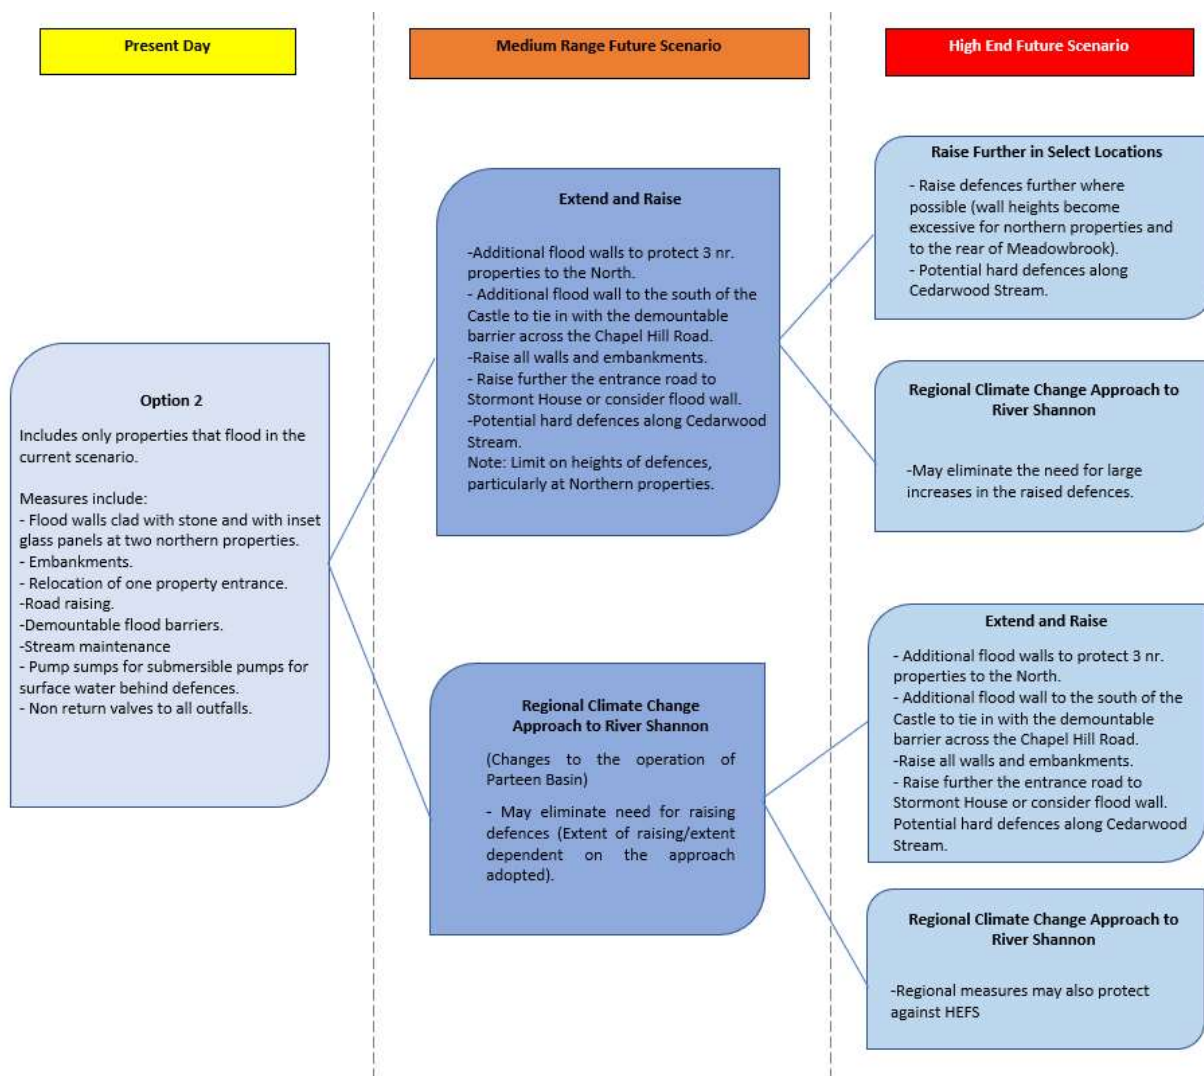 Present Day
Medium Range Future Scenario
High End Future Scenario
Option 2
Includes only properties that flood in the
current scenario.
Measures include:
- Flood walls clad with stone and with inset
glass panels at two northern properties.
- Embankments.
- Relocation of one property entrance.
-Road raising.
-Demountable flood barriers.
-Stream maintenance
- Pump sumps for submersible pumps for
surface water behind defences.
- Non return valves to all outfalls.
Extend and Raise
-Additional flood walls to protect 3 nr.
properties to the North.
- Additional flood wall to the south of the
Castle to tie in with the demountable
barrier across the Chapel Hill Road.
-Raise all walls and embankments.
- Raise further the entrance road to
Stormont House or consider flood wall.
-Potential hard defences along Cedarwood
Stream.
Note: Limit on heights of defences,
particularly at Northern properties.
Regional Climate Change
Approach to River Shannon
(Changes to the operation of
Parteen Basin)
- May eliminate need for raising
defences (Extent of raising/extent
dependent on the approach
adopted).
Raise Further in Select Locations
- Raise defences further where
possible (wall heights become
excessive for northern properties and
to the rear of Meadowbrook).
- Potential hard defences along
Cedarwood Stream.
Regional Climate Change Approach to
River Shannon
-May eliminate the need for large
increases in the raised defences.
Extend and Raise
- Additional flood walls to protect 3 nr.
properties to the North.
- Additional flood wall to the south of the
Castle to tie in with the demountable
barrier across the Chapel Hill Road.
-Raise all walls and embankments.
- Raise further the entrance road to
Stormont House or consider flood wall.
Potential hard defences along Cedarwood
Stream.
Regional Climate Change Approach to
River Shannon
-Regional measures may also protect
against HEFS